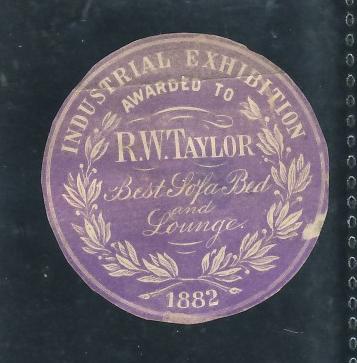 INDUSTRIAL EXHIBITION
AWARDED TO
R.W. TAYLOR
Best Sofa-Bed
and
Lounge.
1882